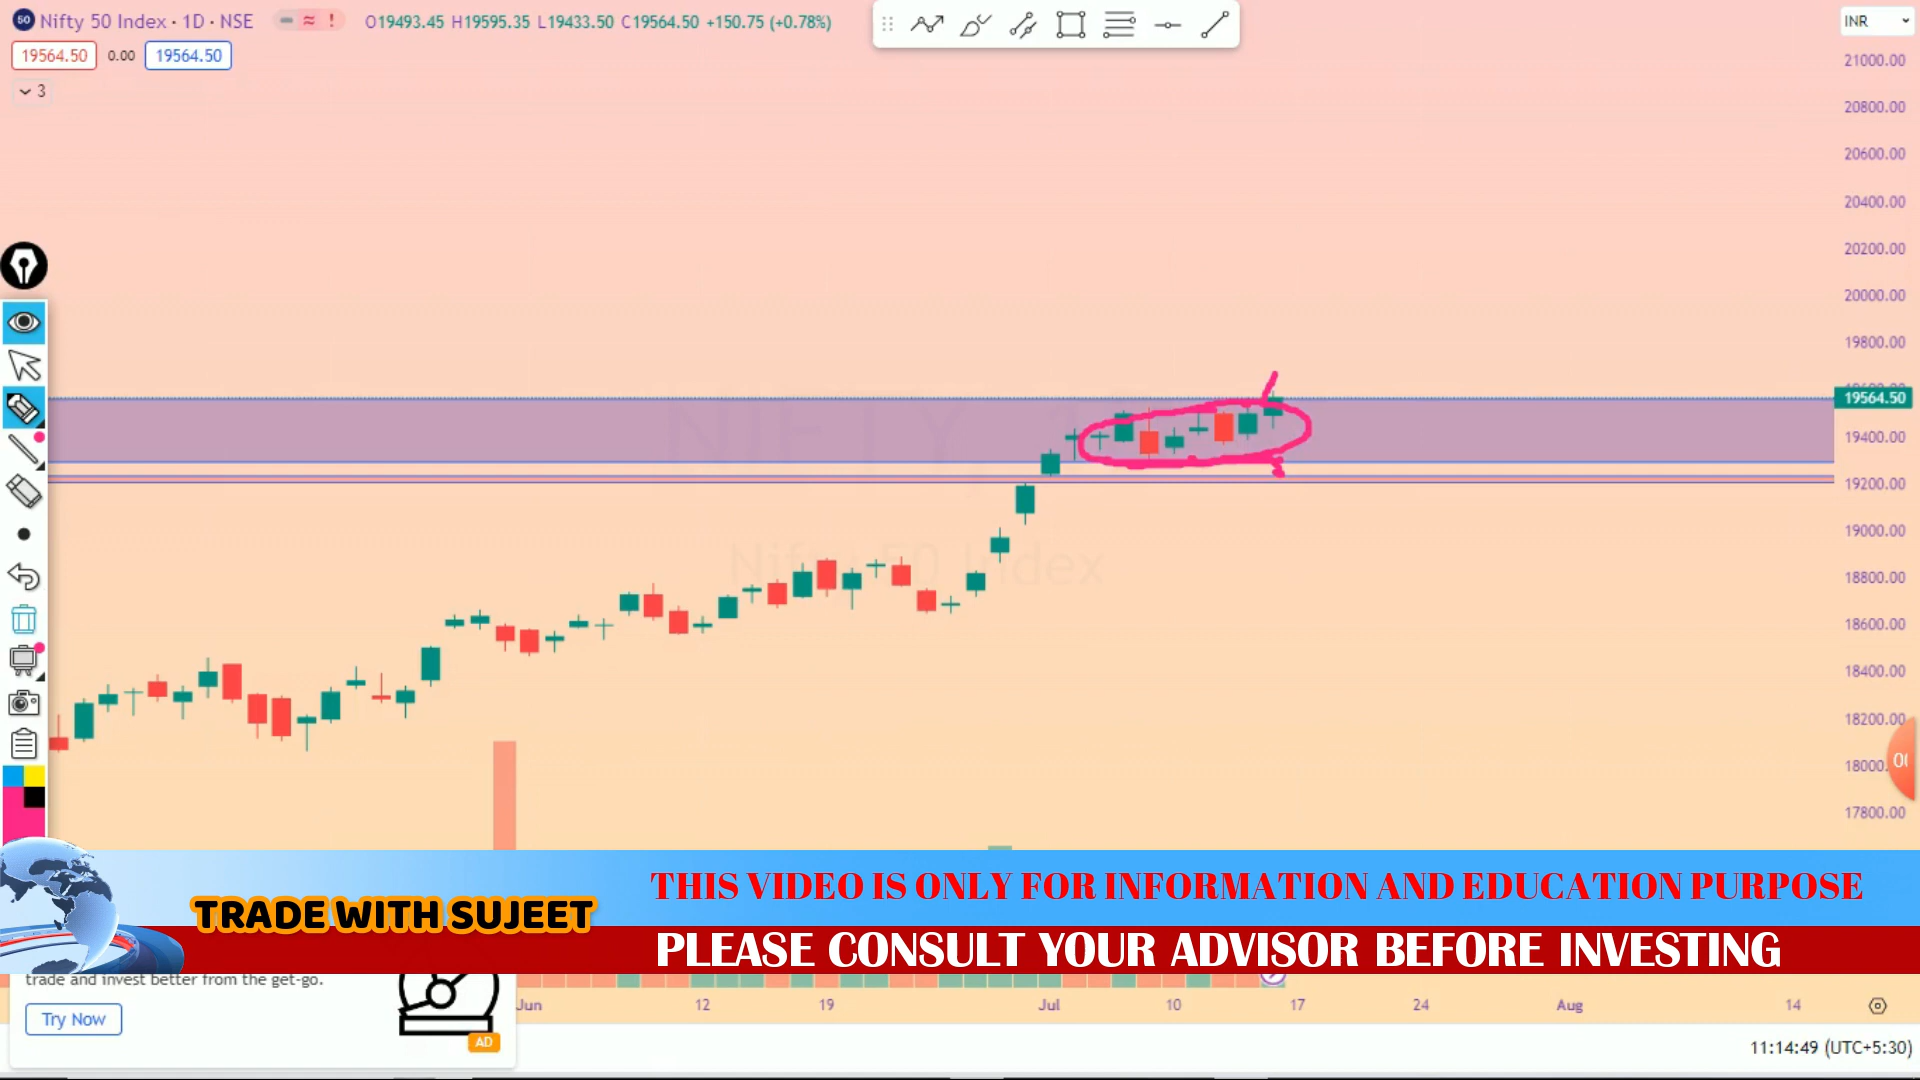 50 Nifty 50 Index · 1D · NSE
O19493.45 H19595.35 L19433.50 C19564.50 +150.75 (+0.78%)
INR
19564.50 0.00 19564.50
3
21000.00
20800.00
20600.00
20400.00
20200.00
20000.00
19800.00
19564.50
19400.00
19200.00
19000.00
Nifty 50 Index
18800.00
18600.00
18400.00
18200.00
18000.
17800.00
THIS VIDEO IS ONLY FOR INFORMATION AND EDUCATION PURPOSE
TRADE WITH SUJEET
PLEASE CONSULT YOUR ADVISOR BEFORE INVESTING
trade and invest better from the get-go.
Try Now
AD
Jun 12 19 Jul 10 17 24 Aug 14
11:14:49 (UTC+5:30)